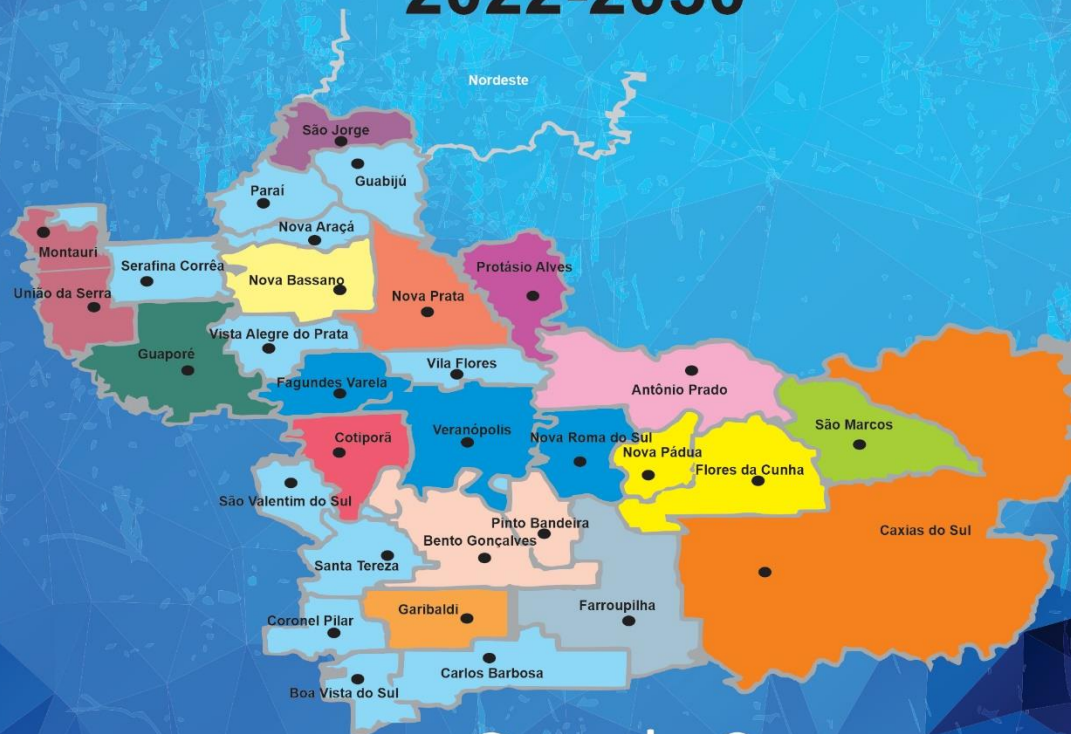 2022-2030
Nordeste
São Jorge
Guabijú
Paraí
Nova Araçá
Montauri
Serafina Corrêa
Protásio Alves
Nova Bassano
União da Serra
Nova Prata
Vista Alegre do Prata
Guaporé
Vila Flores
Fagundes Varela
Antônio Prado
São Marcos
Cotiporã
Veranópolis
Nova Roma do Sul
Nova Pádua
Flores da Cunha
São Valentim do Sul
Pinto Bandeira
Caxias do Sul
Bento Gonçalves
Santa Tereza
Garibaldi
Farroupilha
Coronel Pilar
Carlos Barbosa
Boa Vista do Sul